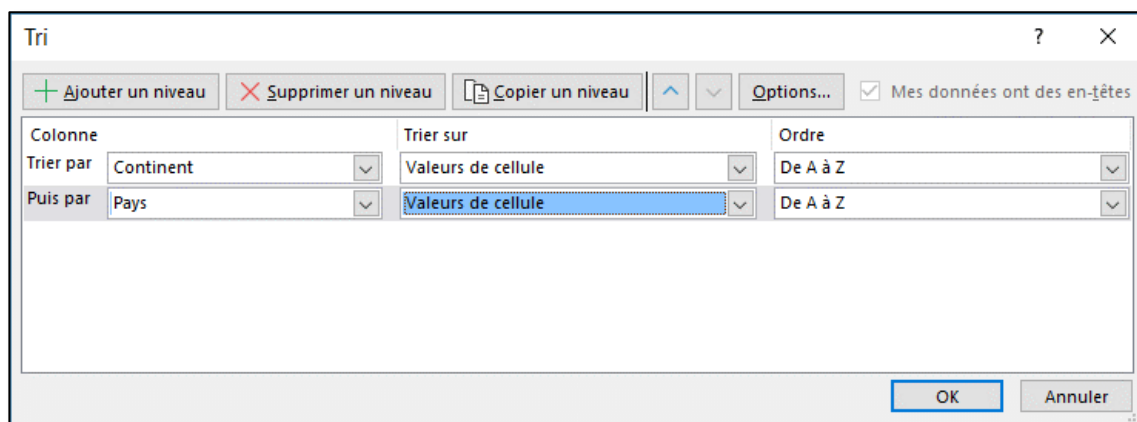 Tri ?
Ajouter un niveau Supprimer un niveau Copier un niveau Options... Mes données ont des en-têtes
Colonne Trier sur Ordre
Trier par Continent Valeurs de cellule De A à Z
Puis par Pays Valeurs de cellule De A à Z
OK Annuler